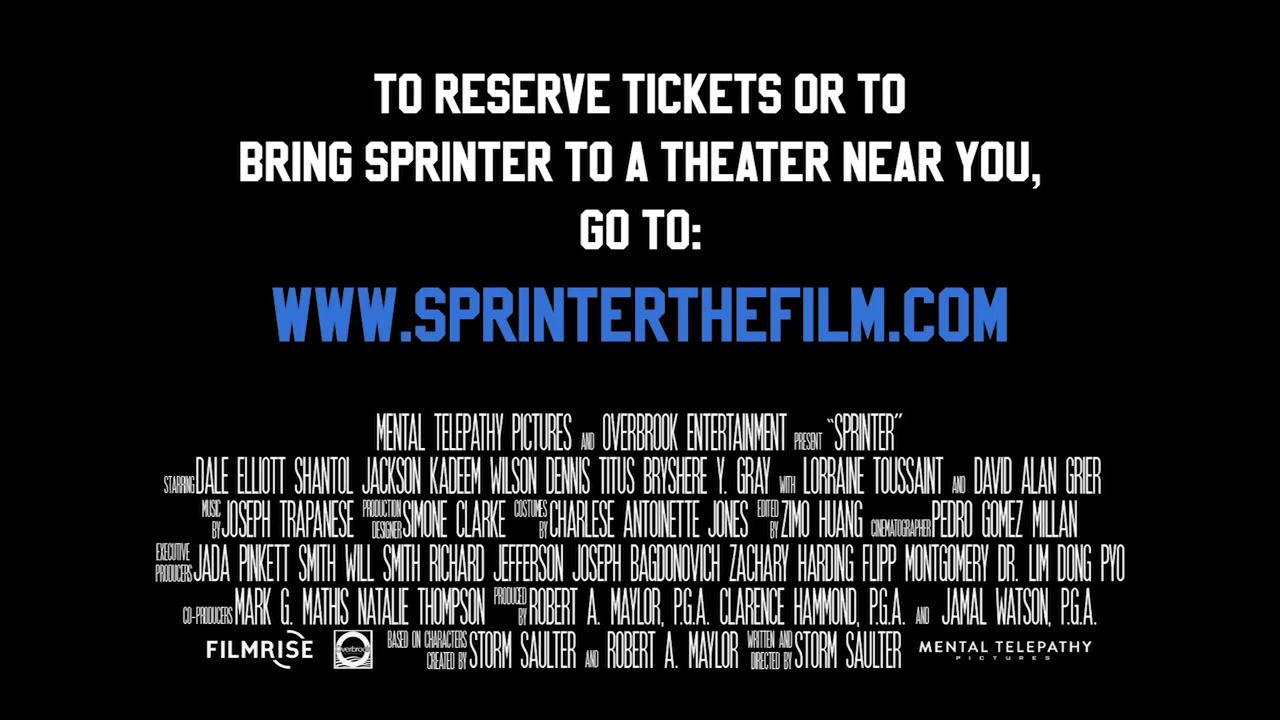 TO RESERVE TICKETS OR TO
BRING SPRINTER TO A THEATER NEAR YOU,
GO TO:
WWW.SPRINTERTHEFILM.COM
MENTAL TELEPATHY PICTURES AND OVERBROOK ENTERTAINMENT PRESENT "SPRINTER"
STARRING DALE ELLIOTT SHANTOL JACKSON KADEEM WILSON DENNIS TITUS BRYSHERE Y. GRAY WITH LORRAINE TOUSSAINT AND DAVID ALAN GRIER
MUSIC BY JOSEPH TRAPANESE PRODUCTION DESIGNER SIMONE CLARKE COSTUMES BY CHARLESE ANTOINETTE JONES EDITED BY ZIMO HUANG CINEMATOGRAPHER PEDRO GOMEZ MILLAN
EXECUTIVE PRODUCERS JADA PINKETT SMITH WILL SMITH RICHARD JEFFERSON JOSEPH BAGDONOVICH ZACHARY HARDING FLIPP MONTGOMERY DR. LIM DONG PYO
CO-PRODUCERS MARK G. MATHIS NATALIE THOMPSON PRODUCED BY ROBERT A. MAYLOR, P.G.A. CLARENCE HAMMOND, P.G.A. AND JAMAL WATSON, P.G.A.
FILMRISE Overbrook BASED ON CHARACTERS CREATED BY STORM SAULTER AND ROBERT A. MAYLOR WRITTEN AND DIRECTED BY STORM SAULTER MENTAL TELEPATHY PICTURES